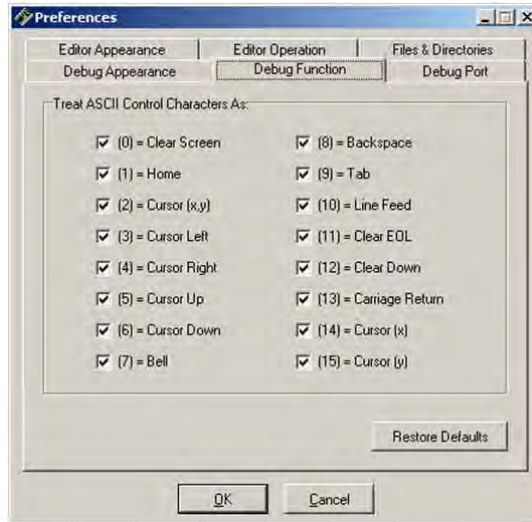 Preferences
Editor Appearance Editor Operation Files & Directories
Debug Appearance Debug Function Debug Port
Treat ASCII Control Characters As:
(0) = Clear Screen (8) = Backspace
(1) = Home (9) = Tab
(2) = Cursor (x,y) (10) = Line Feed
(3) = Cursor Left (11) = Clear EOL
(4) = Cursor Right (12) = Clear Down
(5) = Cursor Up (13) = Carriage Return
(6) = Cursor Down (14) = Cursor (x)
(7) = Bell (15) = Cursor (y)
Restore Defaults
OK Cancel